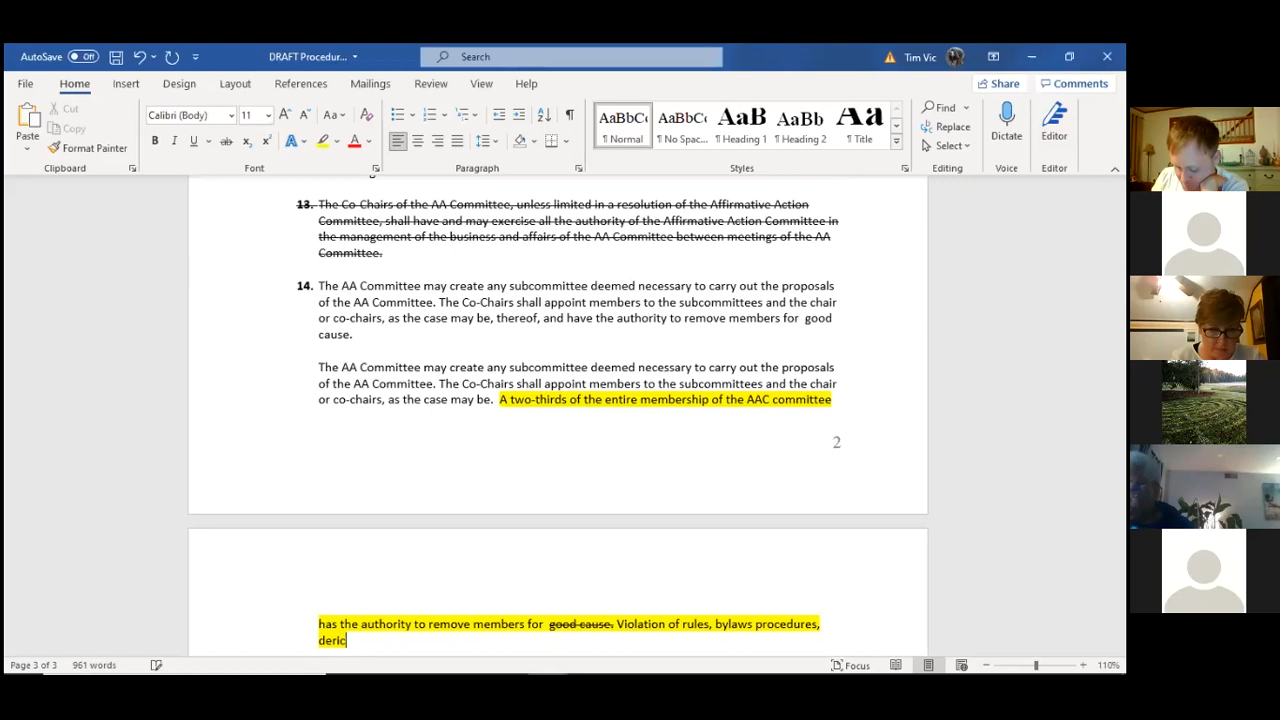 AutoSave Off DRAFT Procedur... Search Tim Vic
File Home Insert Design Layout References Mailings Review View Help Share Comments
Paste Cut Copy Format Painter
Calibri (Body) 11
AaBbCc AaBbCc AaB AaBb Aa
Normal No Spac... Heading 1 Heading 2 Title
Find Replace Select Dictate Editor
Clipboard Font Paragraph Styles Editing Voice Editor
13. The Co-Chairs of the AA Committee, unless limited in a resolution of the Affirmative Action
Committee, shall have and may exercise all the authority of the Affirmative Action Committee in
the management of the business and affairs of the AA Committee between meetings of the AA
Committee.
14. The AA Committee may create any subcommittee deemed necessary to carry out the proposals
of the AA Committee. The Co-Chairs shall appoint members to the subcommittees and the chair
or co-chairs, as the case may be, thereof, and have the authority to remove members for good
cause.
The AA Committee may create any subcommittee deemed necessary to carry out the proposals
of the AA Committee. The Co-Chairs shall appoint members to the subcommittees and the chair
or co-chairs, as the case may be. A two-thirds of the entire membership of the AAC committee
2
has the authority to remove members for good cause. Violation of rules, bylaws procedures,
deric
Page 3 of 3 961 words Focus 110%